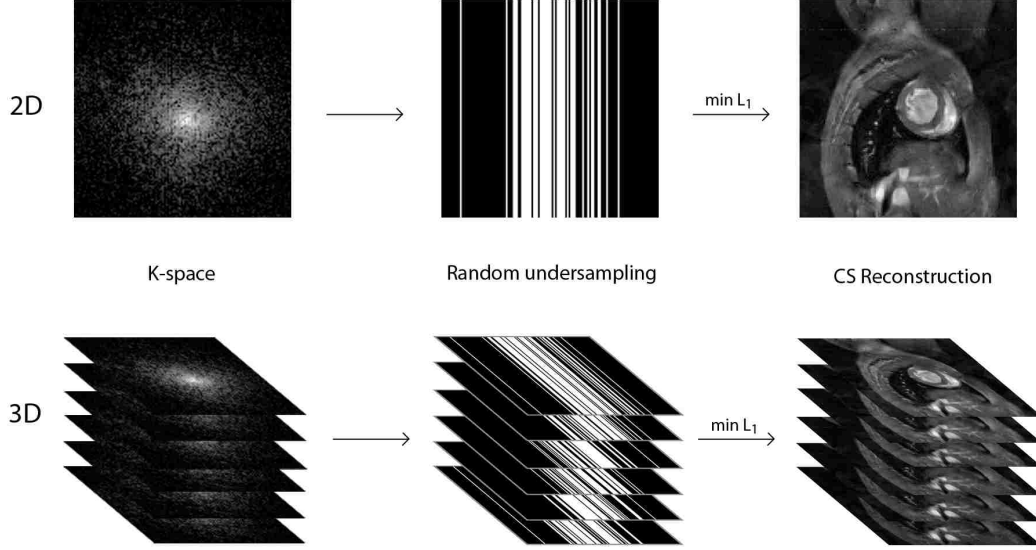 2D
min L₁
K-space
Random undersampling
CS Reconstruction
3D
min L₁